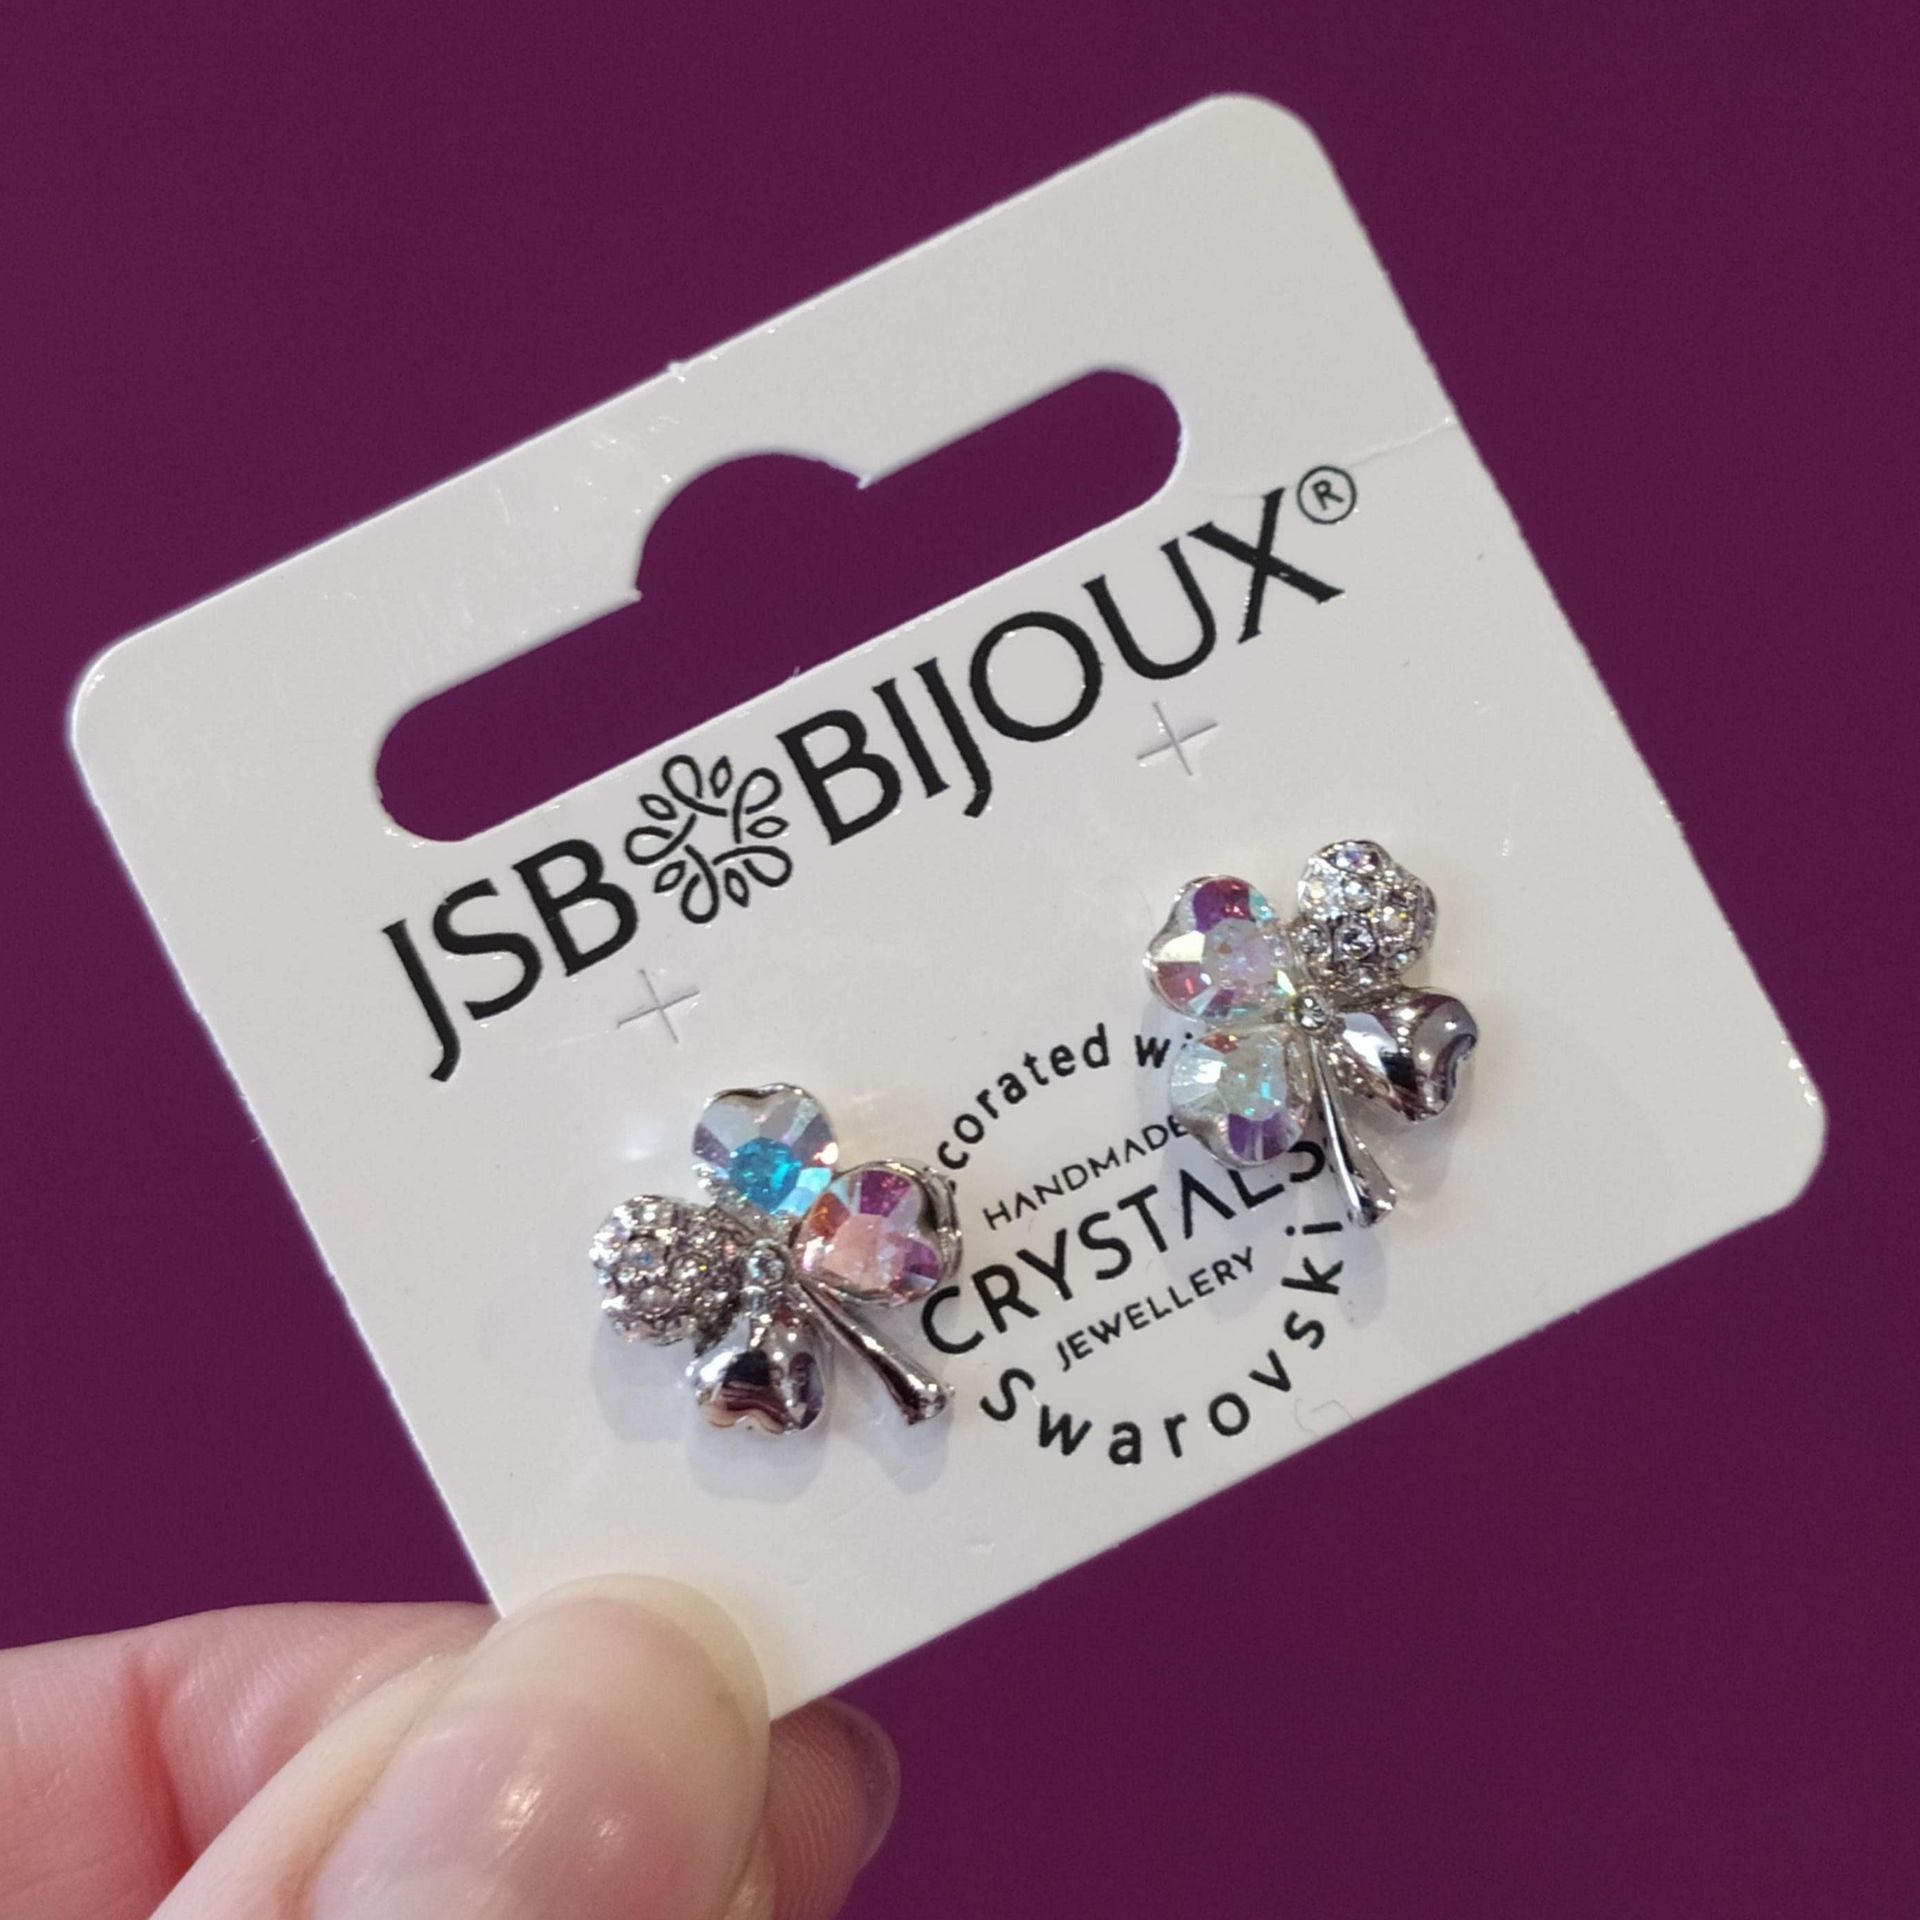 JSB BIJOUX®
corated wi
HANDMADE
CRYSTALS
JEWELLERY
Swarovski